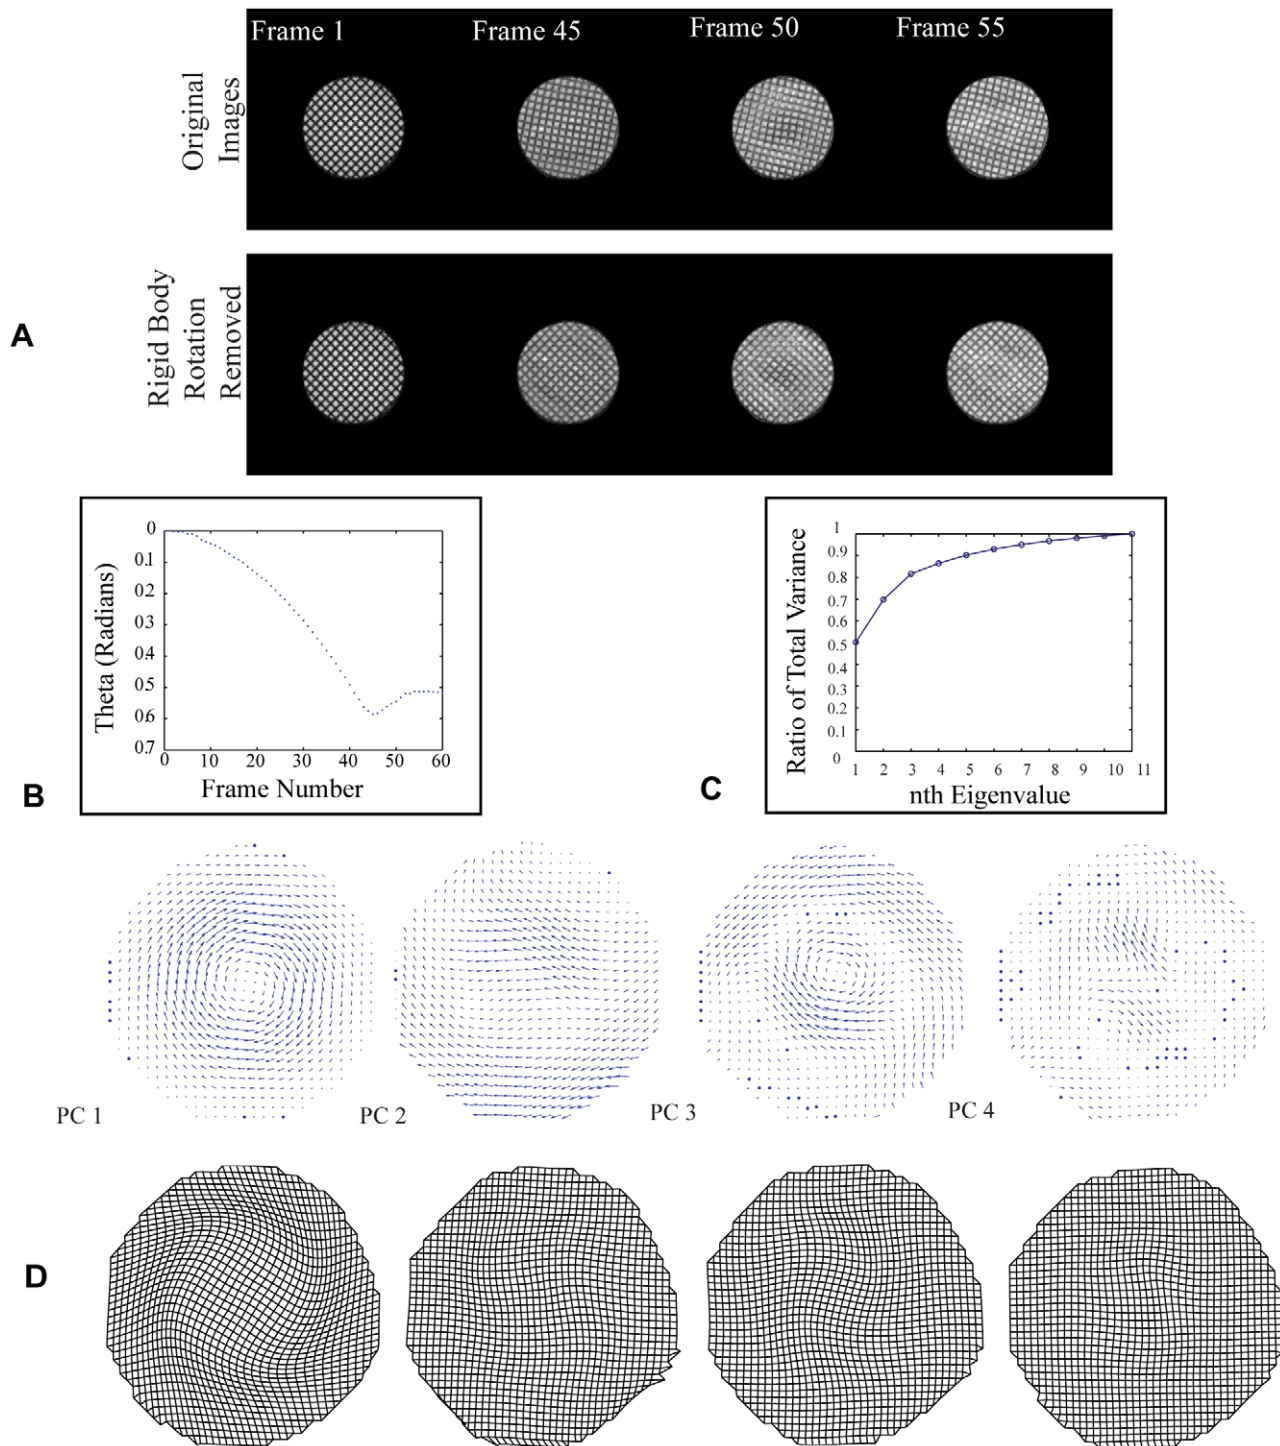 Frame 1
Frame 45
Frame 50
Frame 55
Original
Images
A
Rigid Body
Rotation
Removed
Theta (Radians)
0
0.1
0.2
0.3
0.4
0.5
0.6
0.7
0 10 20 30 40 50 60
Frame Number
B
Ratio of Total Variance
1
0.9
0.8
0.7
0.6
0.5
0.4
0.3
0.2
0.1
0
1 2 3 4 5 6 7 8 9 10 11
nth Eigenvalue
C
PC 1
PC 2
PC 3
PC 4
D